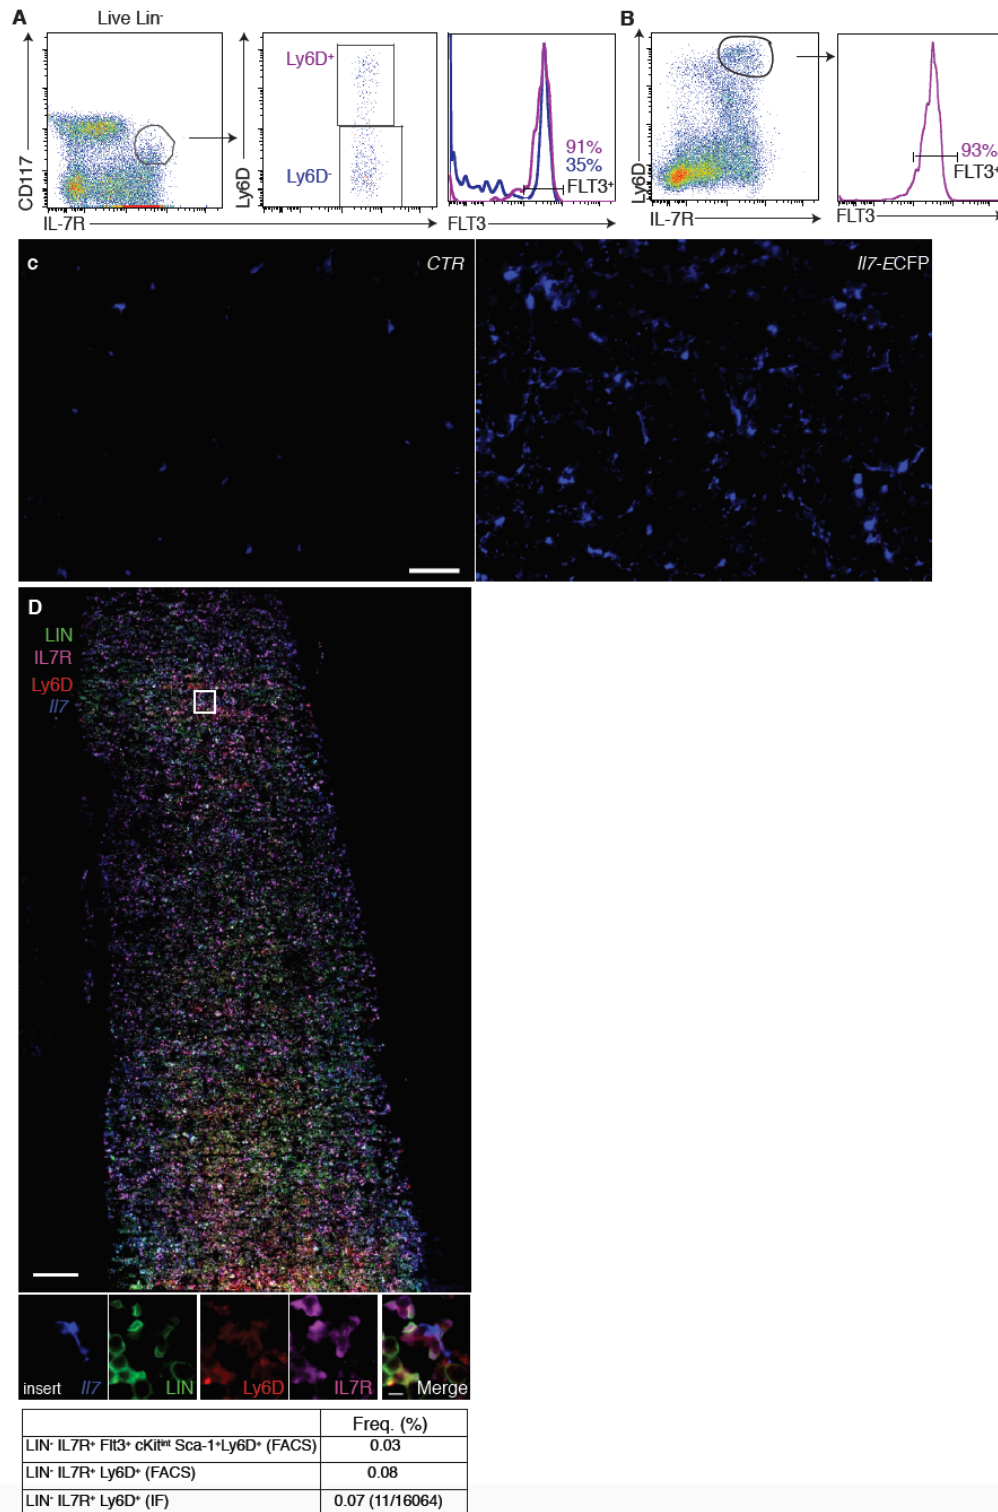 A
Live Lin-
CD117
IL-7R
Ly6D
Ly6D+
Ly6D-
91%
35%
FLT3+
FLT3
B
Ly6D
IL-7R
93%
FLT3+
FLT3
c
CTR
Il7-ECFP
D
LIN
IL7R
Ly6D
Il7
insert Il7
LIN
Ly6D
IL7R
Merge
Freq. (%)
LIN- IL7R+ Flt3+ cKitint Sca-1+Ly6D+ (FACS) 0.03
LIN- IL7R+ Ly6D+ (FACS) 0.08
LIN- IL7R+ Ly6D+ (IF) 0.07 (11/16064)